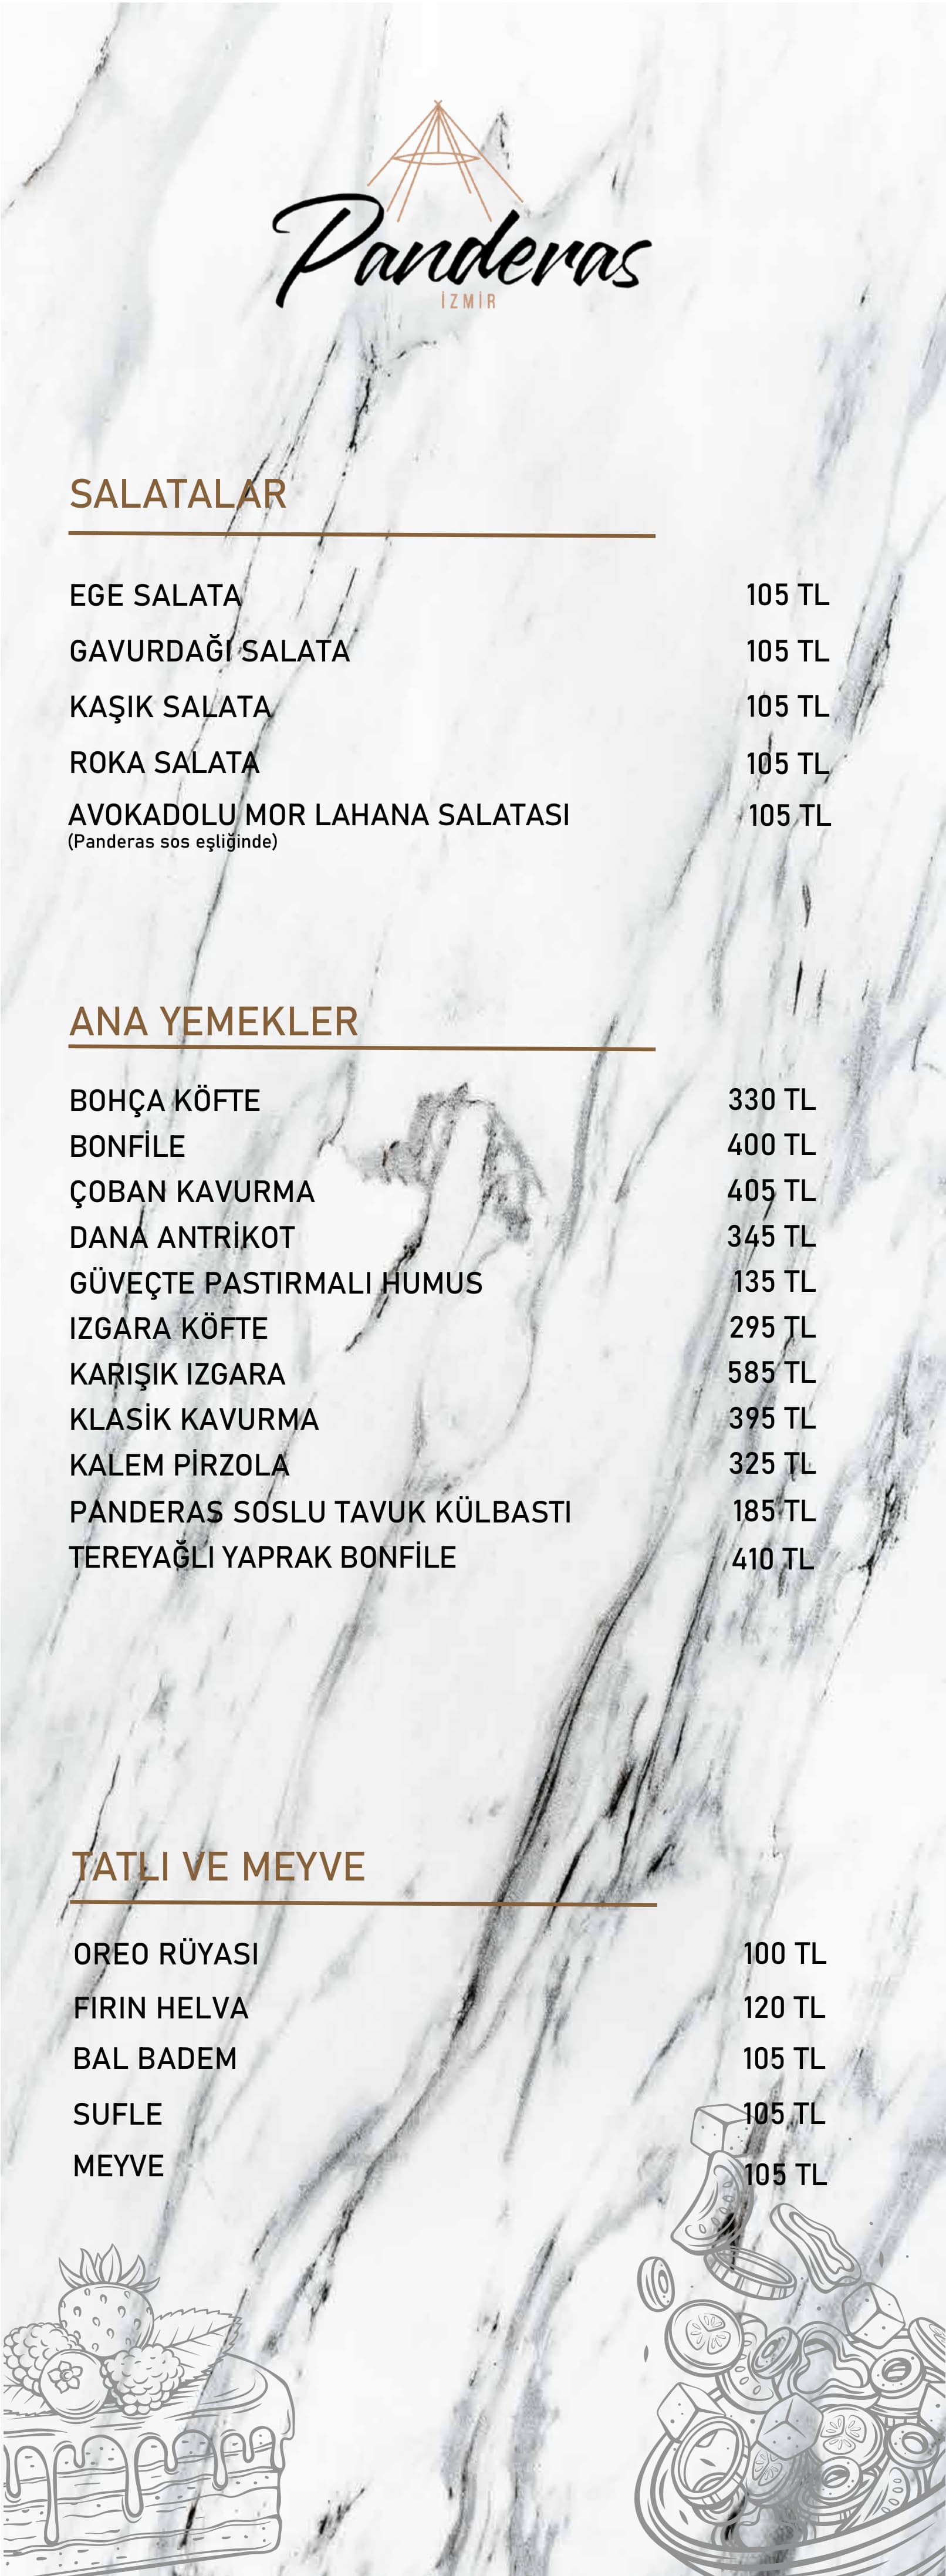 Panderas
İZMİR
SALATALAR
EGE SALATA 105 TL
GAVURDAĞI SALATA 105 TL
KAŞIK SALATA 105 TL
ROKA SALATA 105 TL
AVOKADOLU MOR LAHANA SALATASI 105 TL
(Panderas sos eşliğinde)
ANA YEMEKLER
BOHÇA KÖFTE 330 TL
BONFİLE 400 TL
ÇOBAN KAVURMA 405 TL
DANA ANTRİKOT 345 TL
GÜVEÇTE PASTIRMALI HUMUS 135 TL
IZGARA KÖFTE 295 TL
KARIŞIK IZGARA 585 TL
KLASİK KAVURMA 395 TL
KALEM PİRZOLA 325 TL
PANDERAS SOSLU TAVUK KÜLBASTI 185 TL
TEREYAĞLI YAPRAK BONFİLE 410 TL
TATLI VE MEYVE
OREO RÜYASI 100 TL
FIRIN HELVA 120 TL
BAL BADEM 105 TL
SUFLE 105 TL
MEYVE 105 TL